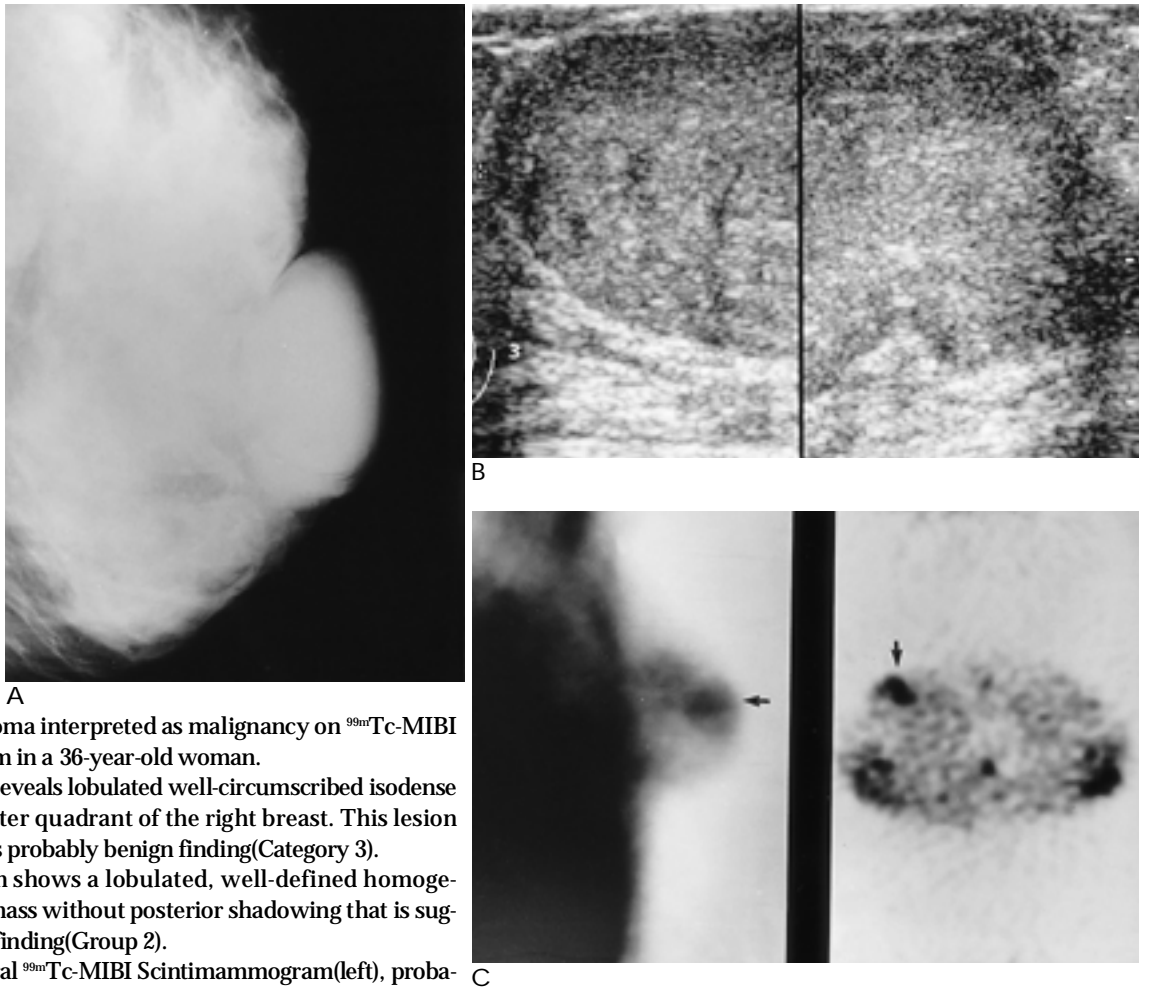 3
B
A
oma interpreted as malignancy on ⁹⁹ᵐTc-MIBI
m in a 36-year-old woman.
eveals lobulated well-circumscribed isodense
ter quadrant of the right breast. This lesion
s probably benign finding(Category 3).
n shows a lobulated, well-defined homoge-
mass without posterior shadowing that is sug-
finding(Group 2).
al ⁹⁹ᵐTc-MIBI Scintimammogram(left), proba-
C